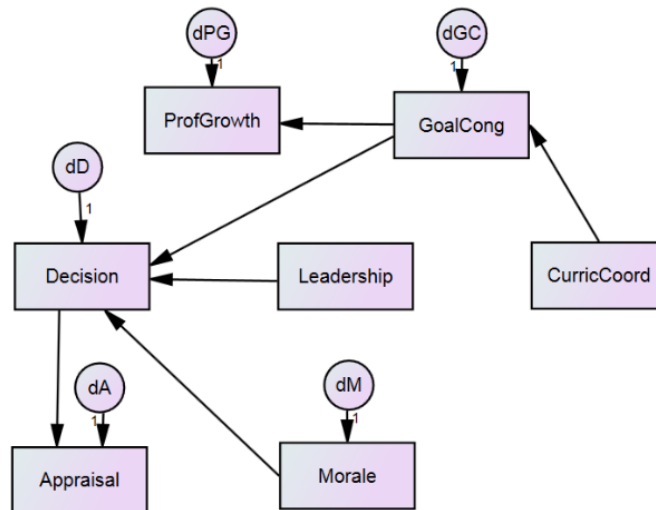 dPG
1
dGC
1
ProfGrowth
GoalCong
dD
1
Decision
Leadership
CurricCoord
dA
1
dM
1
Appraisal
Morale